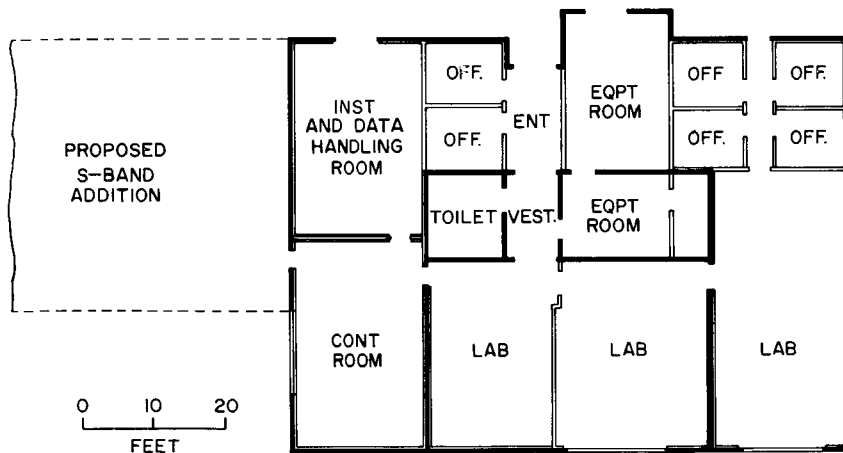 PROPOSED
S-BAND
ADDITION
INST
AND DATA
HANDLING
ROOM
OFF.
OFF.
ENT
EQPT
ROOM
OFF
OFF.
OFF.
OFF.
TOILET
VEST.
EQPT
ROOM
CONT
ROOM
LAB
LAB
LAB
0 10 20
FEET